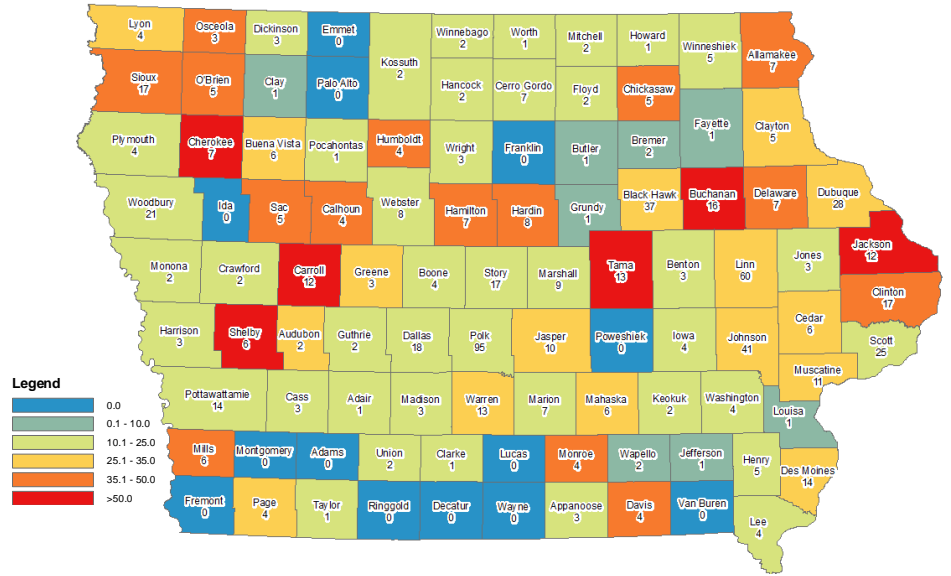 Lyon
4
Osceola
3
Dickinson
3
Emmet
0
Kossuth
2
Winnebago
2
Worth
1
Mitchell
2
Howard
1
Winneshiek
5
Allamakee
7
Sioux
17
O'Brien
5
Clay
1
Palo Alto
0
Hancock
2
Cerro Gordo
7
Floyd
2
Chickasaw
5
Plymouth
4
Cherokee
7
Buena Vista
6
Pocahontas
1
Humboldt
4
Wright
3
Franklin
0
Butler
1
Bremer
2
Fayette
1
Clayton
5
Woodbury
21
Ida
0
Sac
5
Calhoun
4
Webster
8
Hamilton
7
Hardin
8
Grundy
1
Black Hawk
37
Buchanan
16
Delaware
7
Dubuque
28
Monona
2
Crawford
2
Carroll
12
Greene
3
Boone
4
Story
17
Marshall
9
Tama
13
Benton
3
Linn
60
Jones
3
Jackson
12
Clinton
17
Harrison
3
Shelby
6
Audubon
2
Guthrie
2
Dallas
18
Polk
95
Jasper
10
Poweshiek
0
Iowa
4
Johnson
41
Cedar
6
Scott
25
Muscatine
11
Pottawattamie
14
Cass
3
Adair
1
Madison
3
Warren
13
Marion
7
Mahaska
6
Keokuk
2
Washington
4
Louisa
1
Mills
6
Montgomery
0
Adams
0
Union
2
Clarke
1
Lucas
0
Monroe
4
Wapello
2
Jefferson
1
Henry
5
Des Moines
14
Fremont
0
Page
4
Taylor
1
Ringgold
0
Decatur
0
Wayne
0
Appanoose
3
Davis
4
Van Buren
0
Lee
4
Legend
0.0
0.1 - 10.0
10.1 - 25.0
25.1 - 35.0
35.1 - 50.0
>50.0